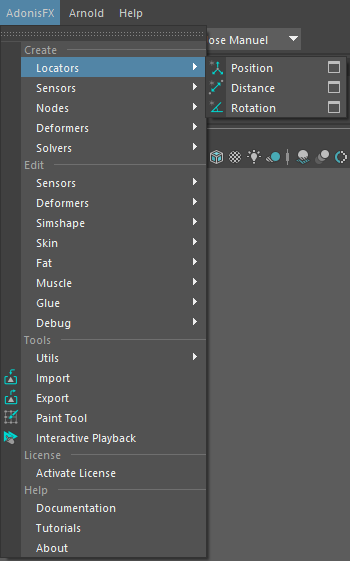 AdonisFX Arnold Help
ose Manuel
Create
Locators
Position
Distance
Rotation
Sensors
Nodes
Deformers
Solvers
Edit
Sensors
Deformers
Simshape
Skin
Fat
Muscle
Glue
Debug
Tools
Utils
Import
Export
Paint Tool
Interactive Playback
License
Activate License
Help
Documentation
Tutorials
About